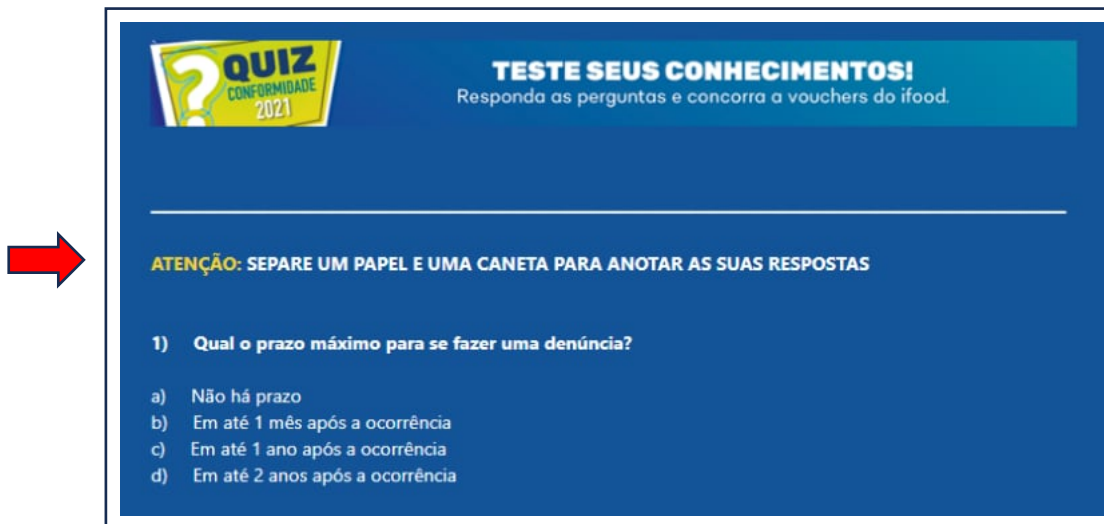 ?
QUIZ
CONFORMIDADE
2021
TESTE SEUS CONHECIMENTOS!
Responda as perguntas e concorra a vouchers do ifood.
ATENÇÃO: SEPARE UM PAPEL E UMA CANETA PARA ANOTAR AS SUAS RESPOSTAS
1) Qual o prazo máximo para se fazer uma denúncia?
a) Não há prazo
b) Em até 1 mês após a ocorrência
c) Em até 1 ano após a ocorrência
d) Em até 2 anos após a ocorrência